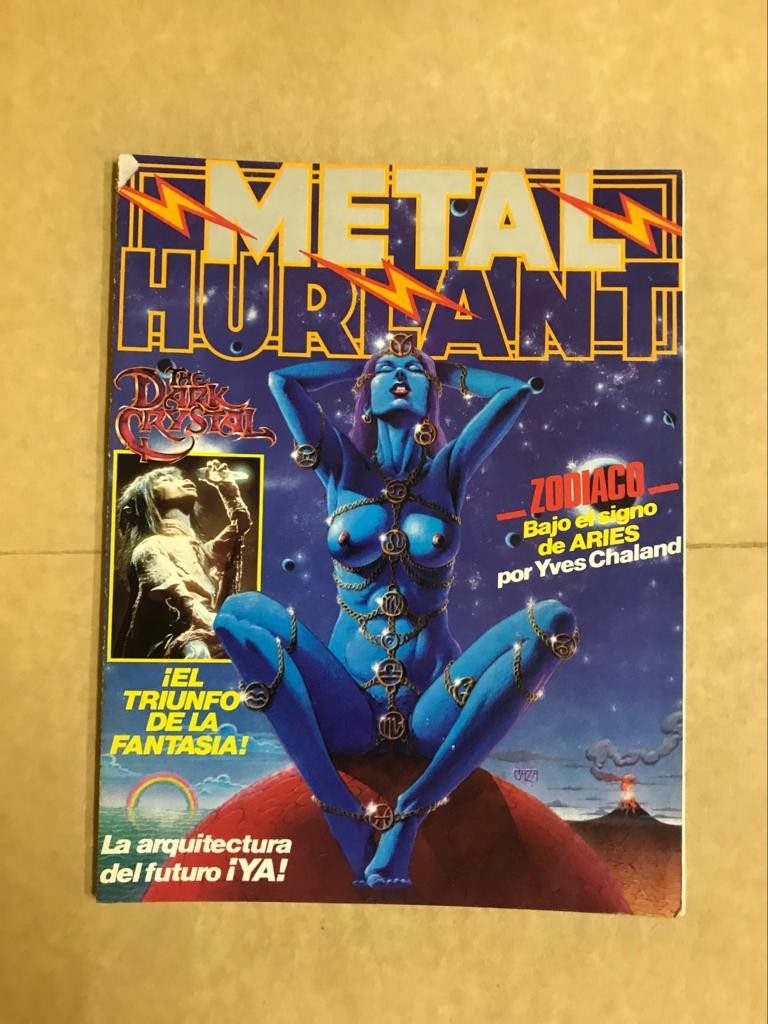 METAL
HURLANT
THE
DARK
CRYSTAL
ZODIACO
Bajo el signo
de ARIES
por Yves Chaland
¡EL
TRIUNFO
DE LA
FANTASIA!
CAZA
La arquitectura
del futuro ¡YA!